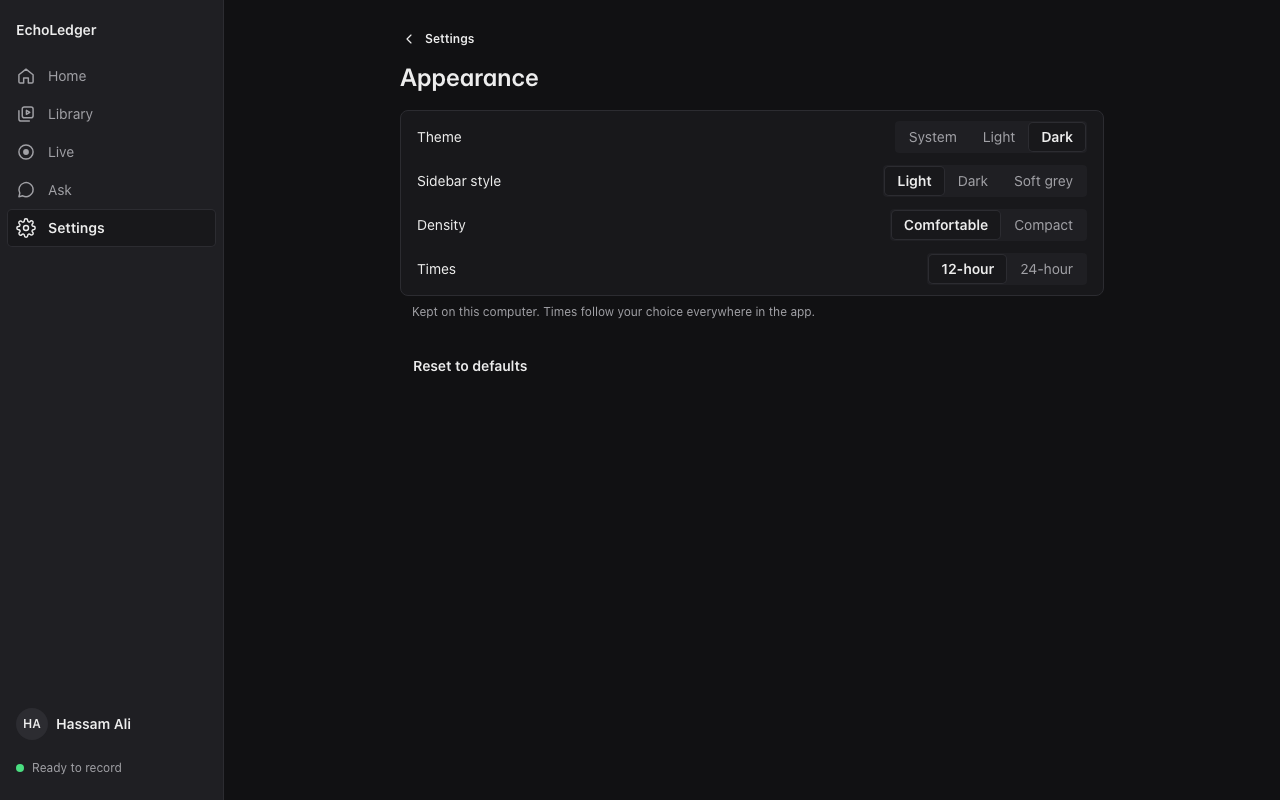 EchoLedger
Home
Library
Live
Ask
Settings
Hassam Ali
HA
Ready to record
Settings
Appearance
Theme
System Light Dark
Sidebar style
Light Dark Soft grey
Density
Comfortable Compact
Times
12-hour 24-hour
Kept on this computer. Times follow your choice everywhere in the app.
Reset to defaults